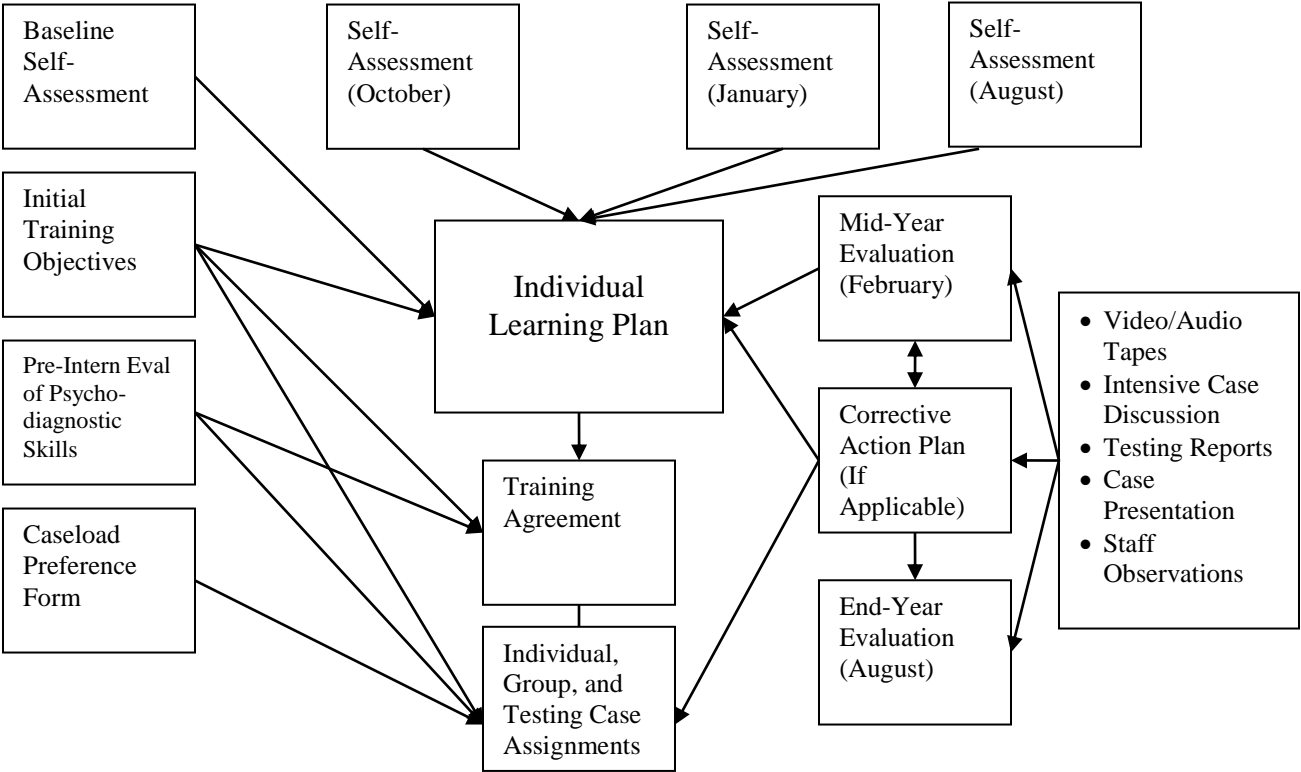 Baseline
Self-
Assessment
Self-
Assessment
(October)
Self-
Assessment
(January)
Self-
Assessment
(August)
Initial
Training
Objectives
Individual
Learning Plan
Mid-Year
Evaluation
(February)
• Video/Audio
Tapes
• Intensive Case
Discussion
• Testing Reports
• Case
Presentation
• Staff
Observations
Pre-Intern Eval
of Psycho-
diagnostic
Skills
Corrective
Action Plan
(If
Applicable)
Training
Agreement
Caseload
Preference
Form
End-Year
Evaluation
(August)
Individual,
Group, and
Testing Case
Assignments